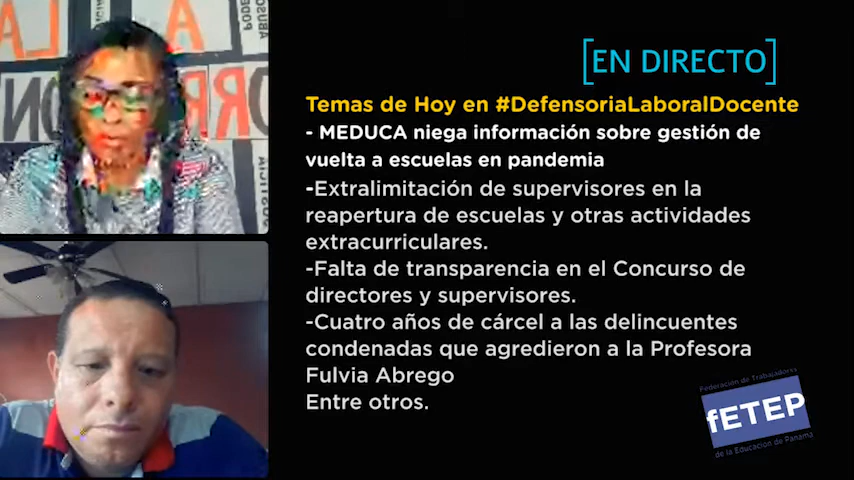 [EN DIRECTO]
Temas de Hoy en #DefensoriaLaboralDocente
- MEDUCA niega información sobre gestión de
vuelta a escuelas en pandemia
-Extralimitación de supervisores en la
reapertura de escuelas y otras actividades
extracurriculares.
-Falta de transparencia en el Concurso de
directores y supervisores.
-Cuatro años de cárcel a las delincuentes
condenadas que agredieron a la Profesora
Fulvia Abrego
Entre otros.
Federación de Trabajadores
fETEP
de la Educación de Panamá